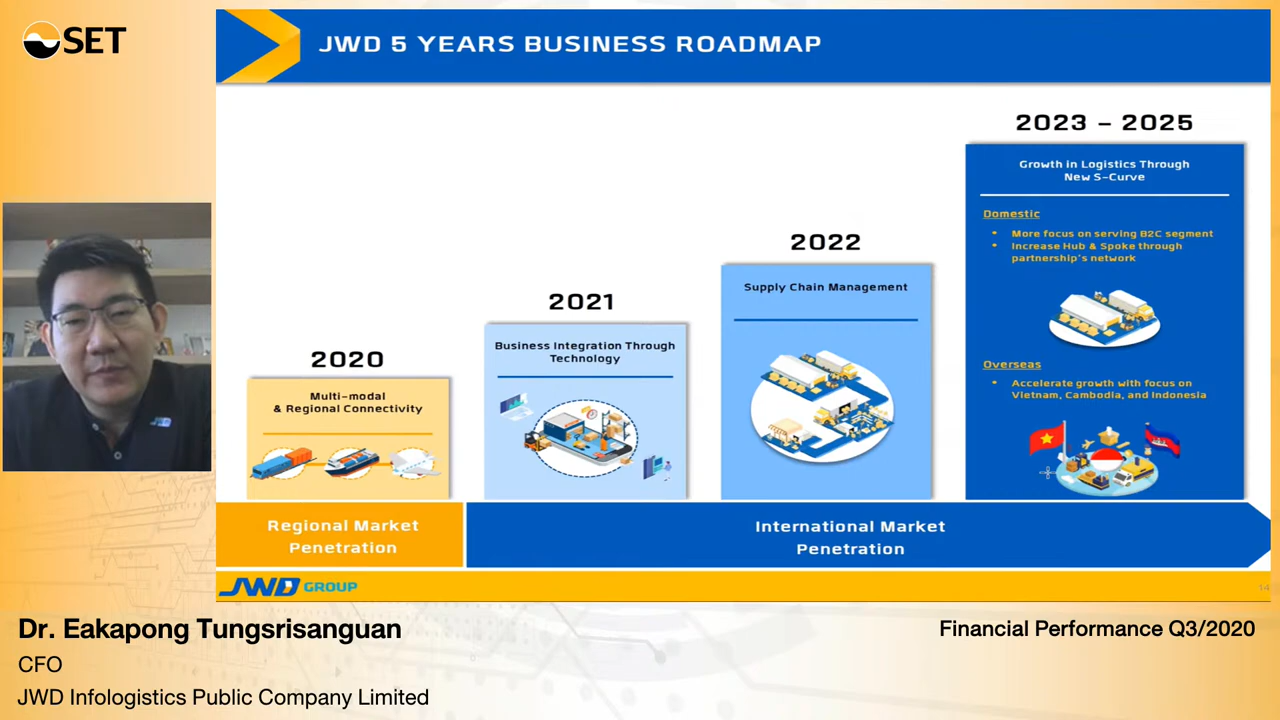 SET
JWD 5 YEARS BUSINESS ROADMAP
2020
Multi-modal
& Regional Connectivity
2021
Business Integration Through
Technology
2022
Supply Chain Management
2023 – 2025
Growth in Logistics Through
New S-Curve
Domestic
• More focus on serving B2C segment
• Increase Hub & Spoke through
partnership's network
Overseas
• Accelerate growth with focus on
Vietnam, Cambodia, and Indonesia
Regional Market
Penetration
International Market
Penetration
JWD GROUP
14
Dr. Eakapong Tungsrisanguan
CFO
JWD Infologistics Public Company Limited
Financial Performance Q3/2020